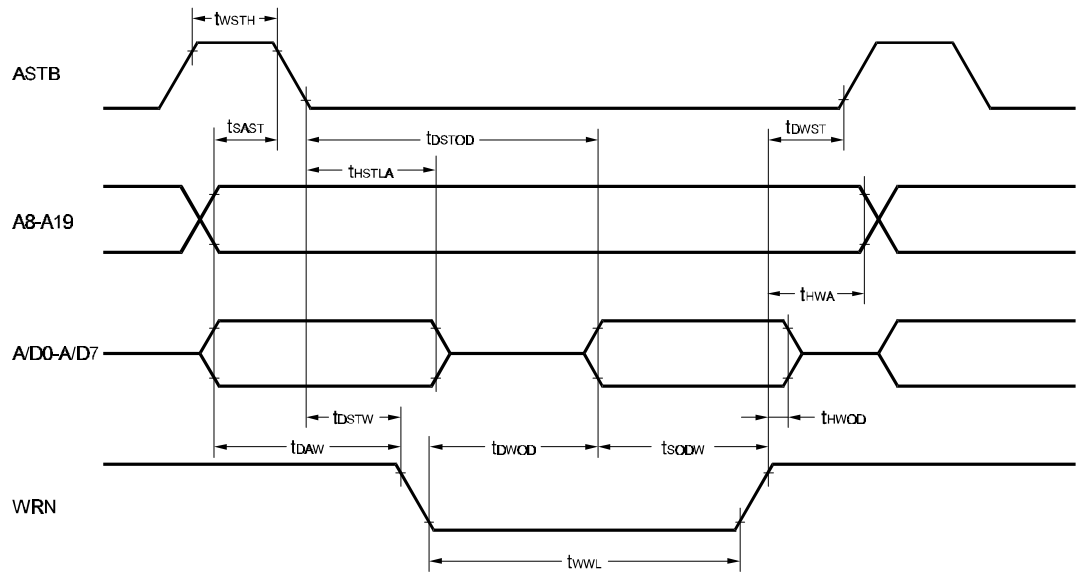 tWSTH
ASTB
tSAST
tDSTOD
tDWST
tHSTLA
A8-A19
tHWA
A/D0-A/D7
tDSTW
tHWOD
tDAW
tDWOD
tSODW
WRN
tWWL